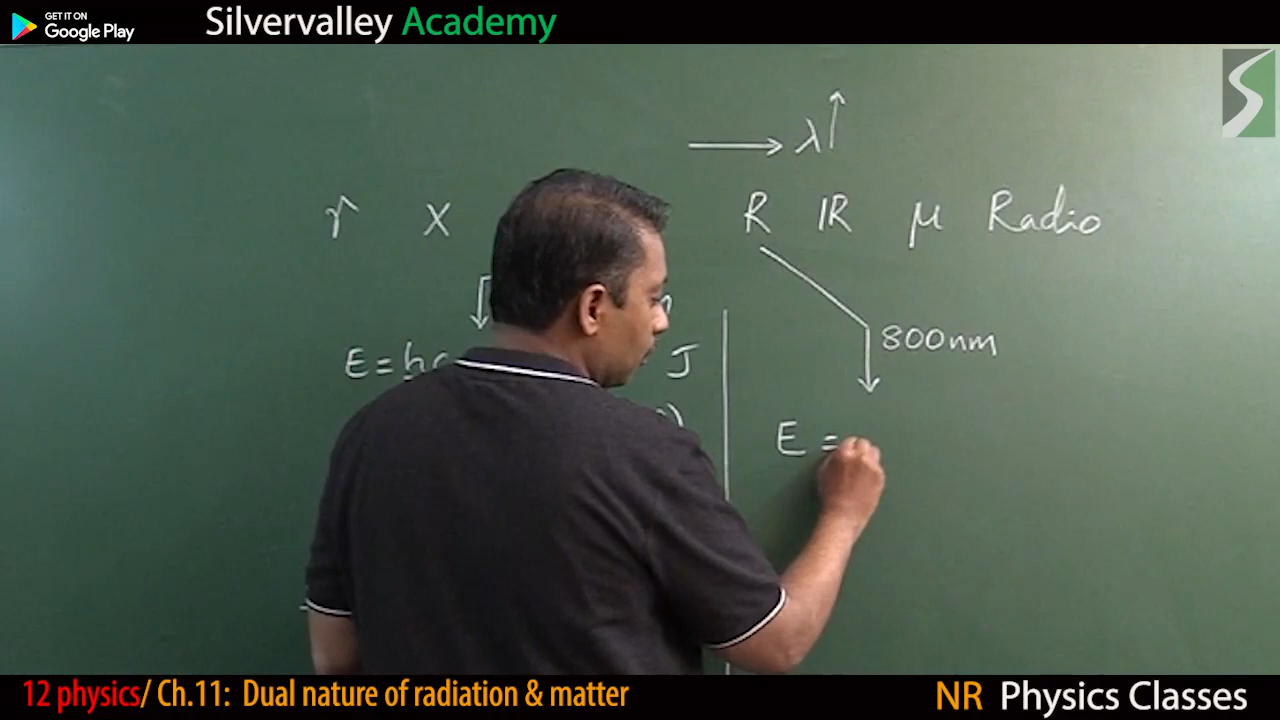 GET IT ON
Google Play
Silvervalley Academy
λ↑
γ X R IR μ Radio
800nm
E = hc J
E =
12 physics/ Ch.11: Dual nature of radiation & matter
NR Physics Classes